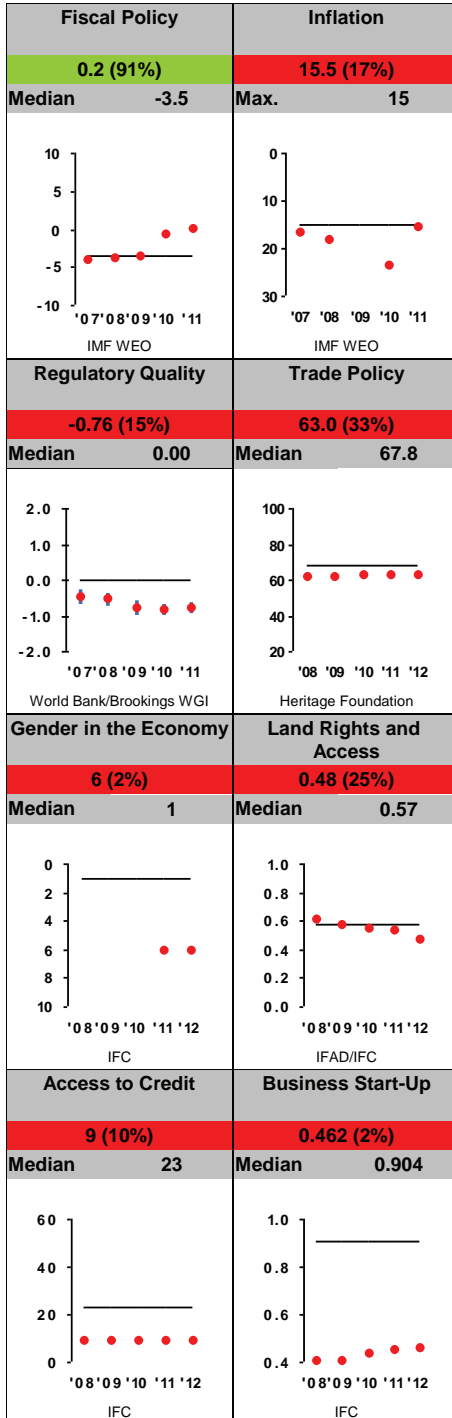 Fiscal Policy
0.2 (91%)
Median -3.5
10
5
0
-5
-10
'07 '08 '09 '10 '11
IMF WEO
Inflation
15.5 (17%)
Max. 15
0
10
20
30
'07 '08 '09 '10 '11
IMF WEO
Regulatory Quality
-0.76 (15%)
Median 0.00
2.0
1.0
0.0
-1.0
-2.0
'07 '08 '09 '10 '11
World Bank/Brookings WGI
Trade Policy
63.0 (33%)
Median 67.8
100
80
60
40
20
'08 '09 '10 '11 '12
Heritage Foundation
Gender in the Economy
6 (2%)
Median 1
0
2
4
6
8
10
'08 '09 '10 '11 '12
IFC
Land Rights and
Access
0.48 (25%)
Median 0.57
1.0
0.8
0.6
0.4
0.2
0.0
'08 '09 '10 '11 '12
IFAD/IFC
Access to Credit
9 (10%)
Median 23
60
40
20
0
'08 '09 '10 '11 '12
IFC
Business Start-Up
0.462 (2%)
Median 0.904
1.0
0.8
0.6
0.4
'08 '09 '10 '11 '12
IFC